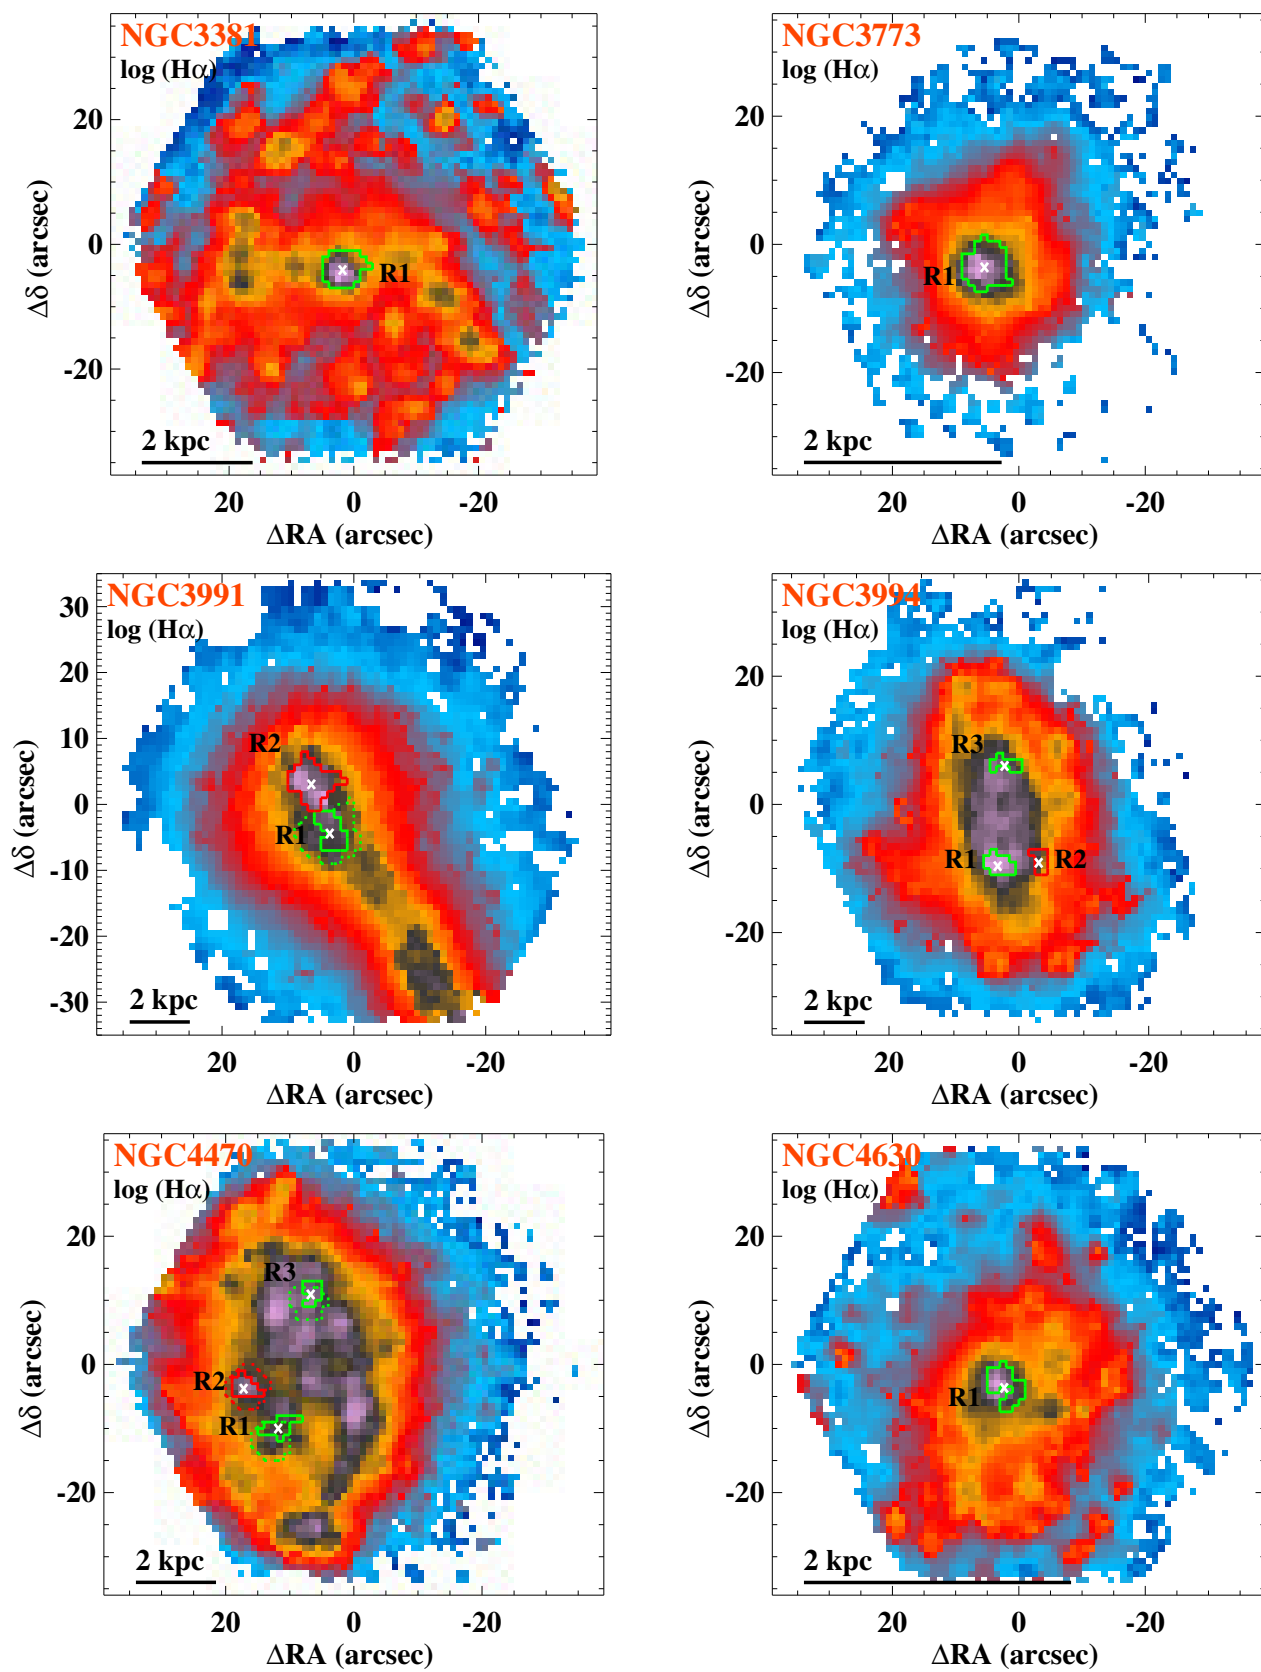 NGC3381
log (Hα)
20
0
-20
Δδ (arcsec)
R1
2 kpc
20 0 -20
ΔRA (arcsec)
NGC3773
log (Hα)
20
0
-20
Δδ (arcsec)
R1
2 kpc
20 0 -20
ΔRA (arcsec)
NGC3991
log (Hα)
30
20
10
0
-10
-20
-30
Δδ (arcsec)
R2
R1
2 kpc
20 0 -20
ΔRA (arcsec)
NGC3994
log (Hα)
20
0
-20
Δδ (arcsec)
R3
R1 R2
2 kpc
20 0 -20
ΔRA (arcsec)
NGC4470
log (Hα)
20
0
-20
Δδ (arcsec)
R3
R2
R1
2 kpc
20 0 -20
ΔRA (arcsec)
NGC4630
log (Hα)
20
0
-20
Δδ (arcsec)
R1
2 kpc
20 0 -20
ΔRA (arcsec)